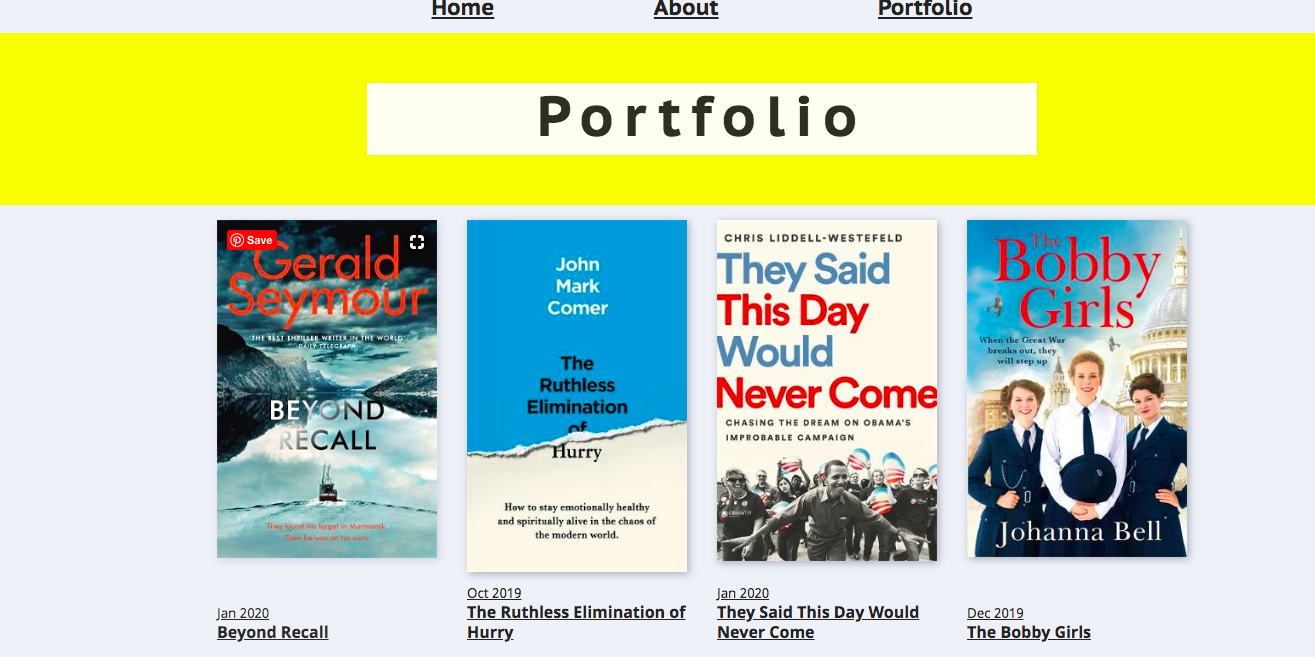 Home
About
Portfolio
Portfolio
Save
Gerald
Seymour
'THE BEST THRILLER WRITER IN THE WORLD'
DAILY TELEGRAPH
BEYOND
RECALL
They found his target in Murmansk.
Then he was on his own.
Jan 2020
Beyond Recall
John
Mark
Comer
The
Ruthless
Elimination
of
Hurry
How to stay emotionally healthy
and spiritually alive in the chaos of
the modern world.
Oct 2019
The Ruthless Elimination of
Hurry
CHRIS LIDDELL-WESTEFELD
They Said
This Day
Would
Never Come
CHASING THE DREAM ON OBAMA'S
IMPROBABLE CAMPAIGN
Jan 2020
They Said This Day Would
Never Come
The
Bobby
Girls
When the Great War
breaks out, they
will step up
Johanna Bell
Dec 2019
The Bobby Girls